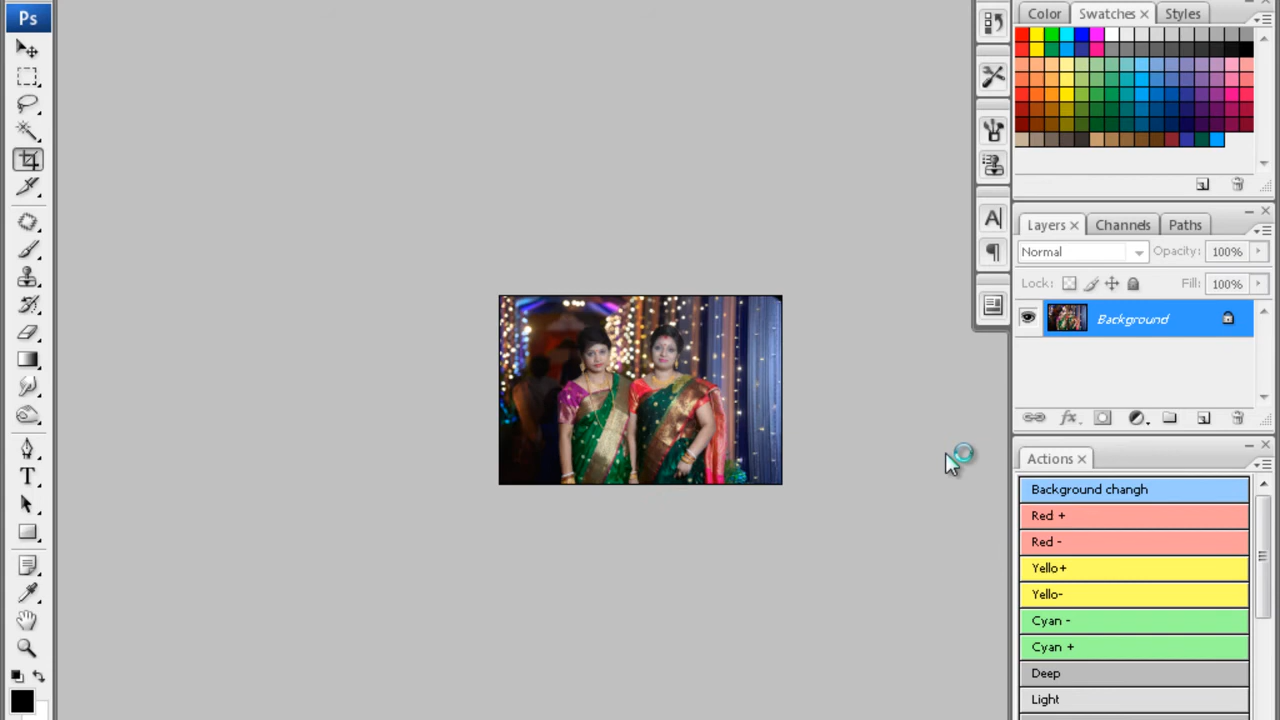 Ps
Color
Swatches
Styles
Layers
Channels
Paths
Normal
Opacity:
100%
Lock:
Fill:
100%
Background
Actions
Background changh
Red +
Red -
Yello+
Yello-
Cyan -
Cyan +
Deep
Light
T
A